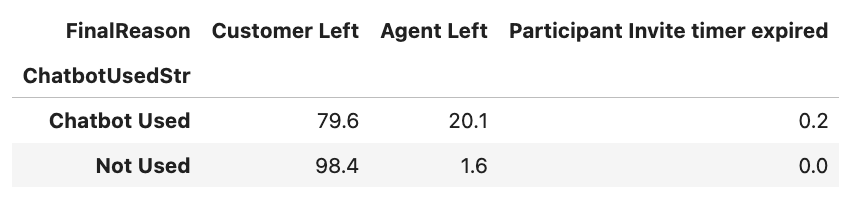 FinalReason Customer Left Agent Left Participant Invite timer expired
ChatbotUsedStr
Chatbot Used 79.6 20.1 0.2
Not Used 98.4 1.6 0.0